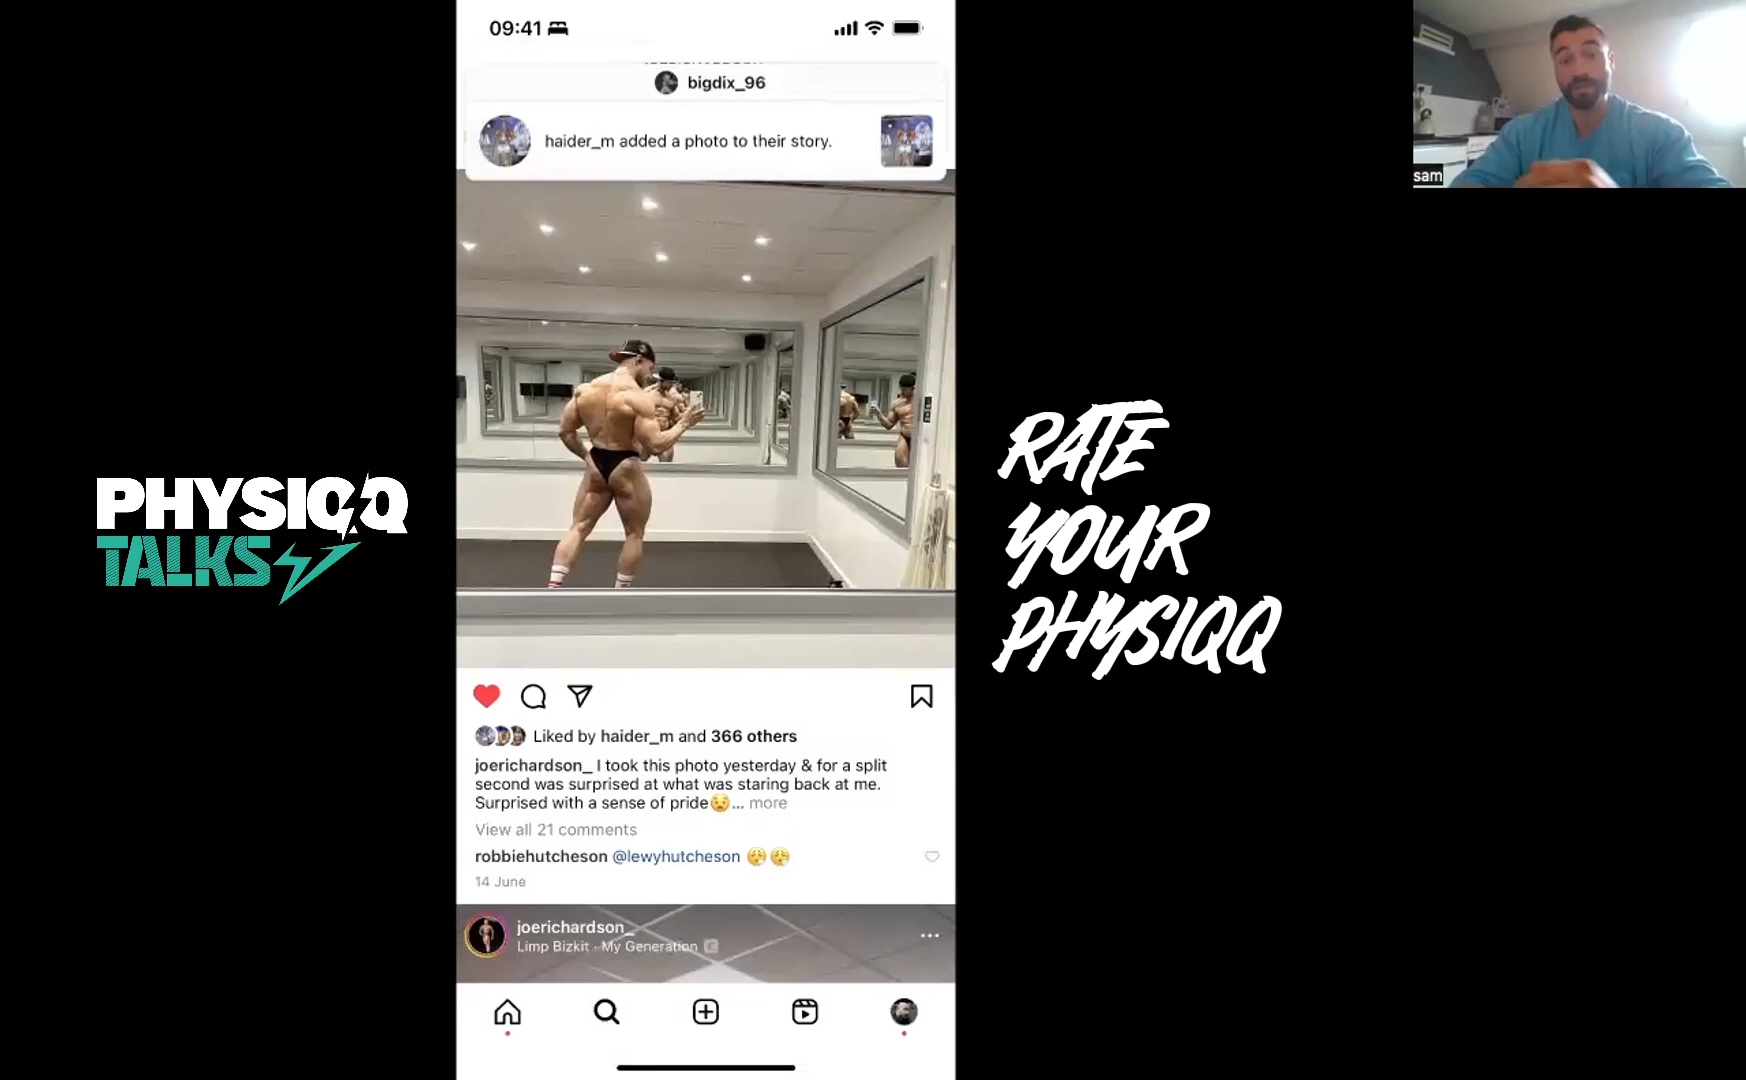 09:41
bigdix_96
haider_m added a photo to their story.
sam
PHYSIQQ
TALKS
RATE
YOUR
PHYSIQQ
Liked by haider_m and 366 others
joerichardson_ I took this photo yesterday & for a split
second was surprised at what was staring back at me.
Surprised with a sense of pride😟... more
View all 21 comments
robbiehutcheson @lewyhutcheson 😮‍💨😮‍💨
14 June
joerichardson_
Limp Bizkit - My Generation E